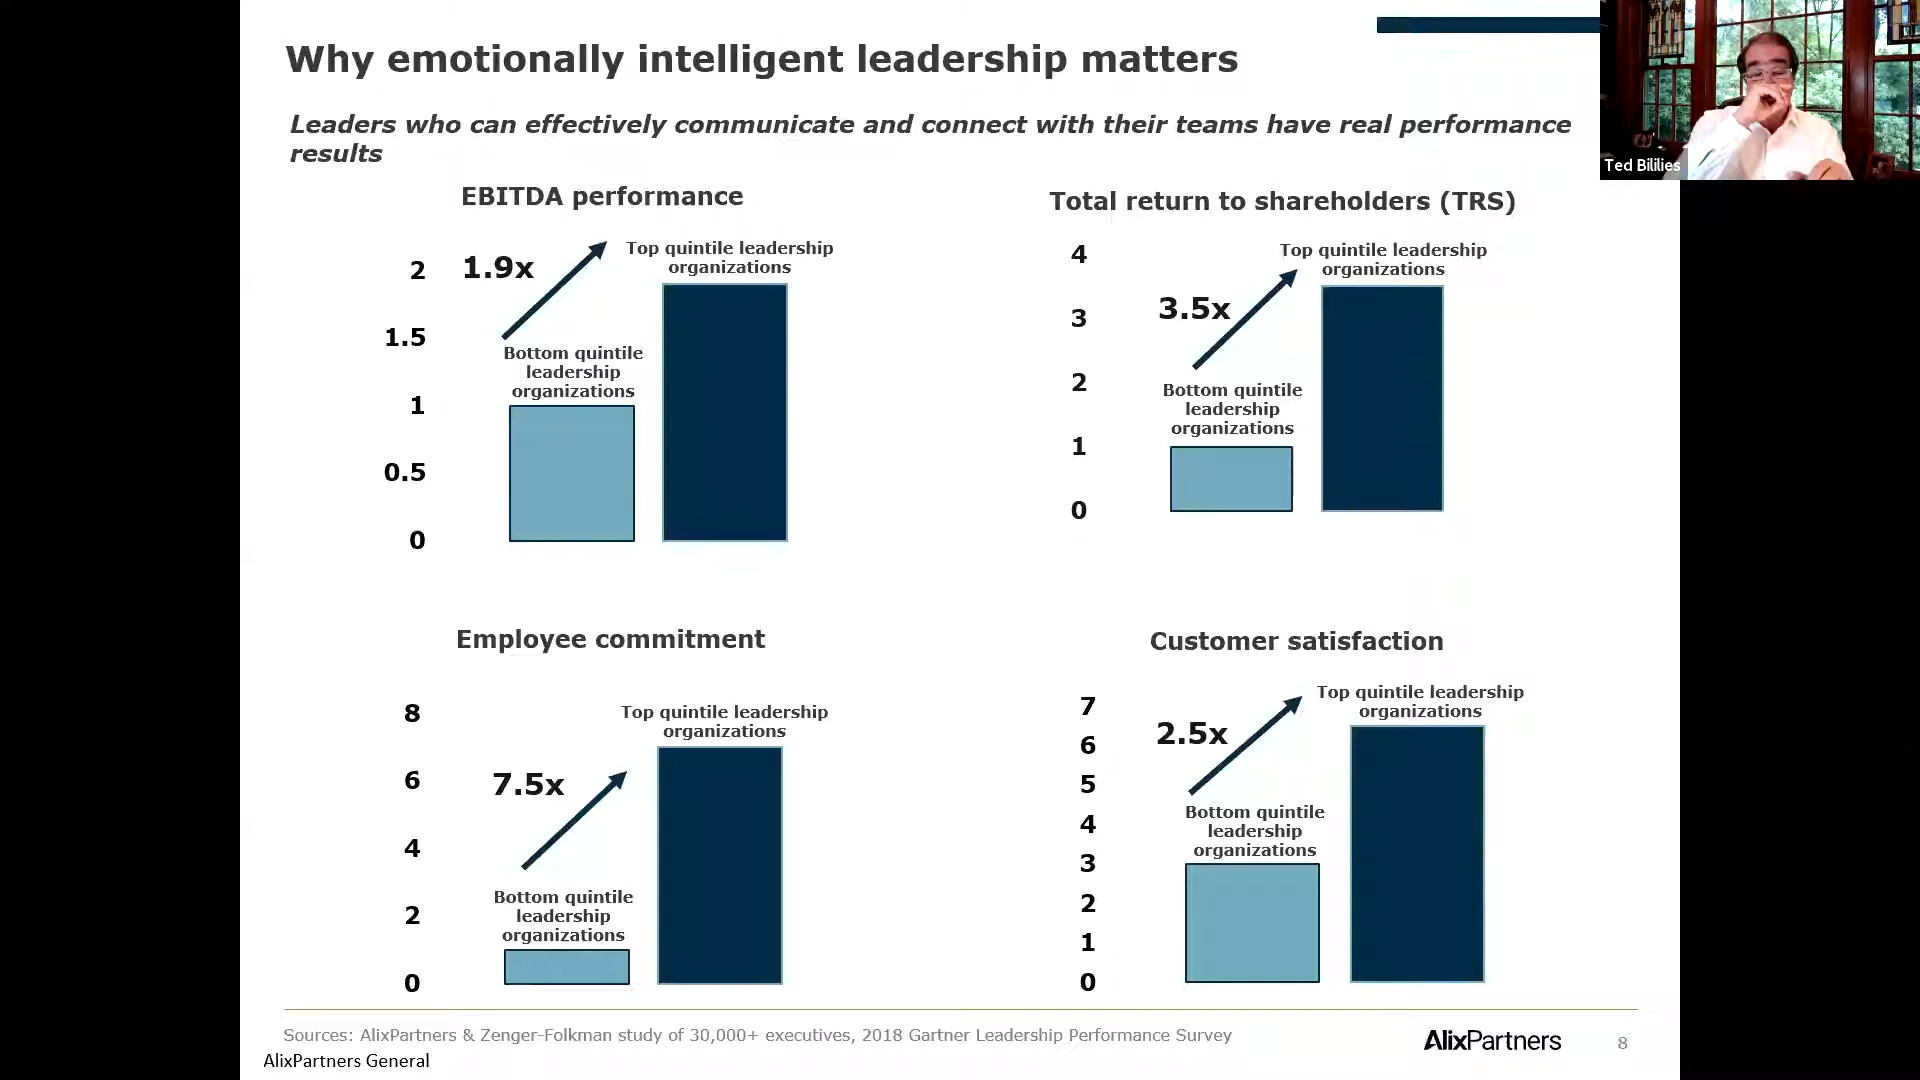 Why emotionally intelligent leadership matters
Leaders who can effectively communicate and connect with their teams have real performance
results
Ted Bililies
EBITDA performance
2
1.5
1
0.5
0
1.9x
Top quintile leadership
organizations
Bottom quintile
leadership
organizations
Total return to shareholders (TRS)
4
3
2
1
0
3.5x
Top quintile leadership
organizations
Bottom quintile
leadership
organizations
Employee commitment
8
6
4
2
0
7.5x
Top quintile leadership
organizations
Bottom quintile
leadership
organizations
Customer satisfaction
7
6
5
4
3
2
1
0
2.5x
Top quintile leadership
organizations
Bottom quintile
leadership
organizations
Sources: AlixPartners & Zenger-Folkman study of 30,000+ executives, 2018 Gartner Leadership Performance Survey
AlixPartners
8
AlixPartners General